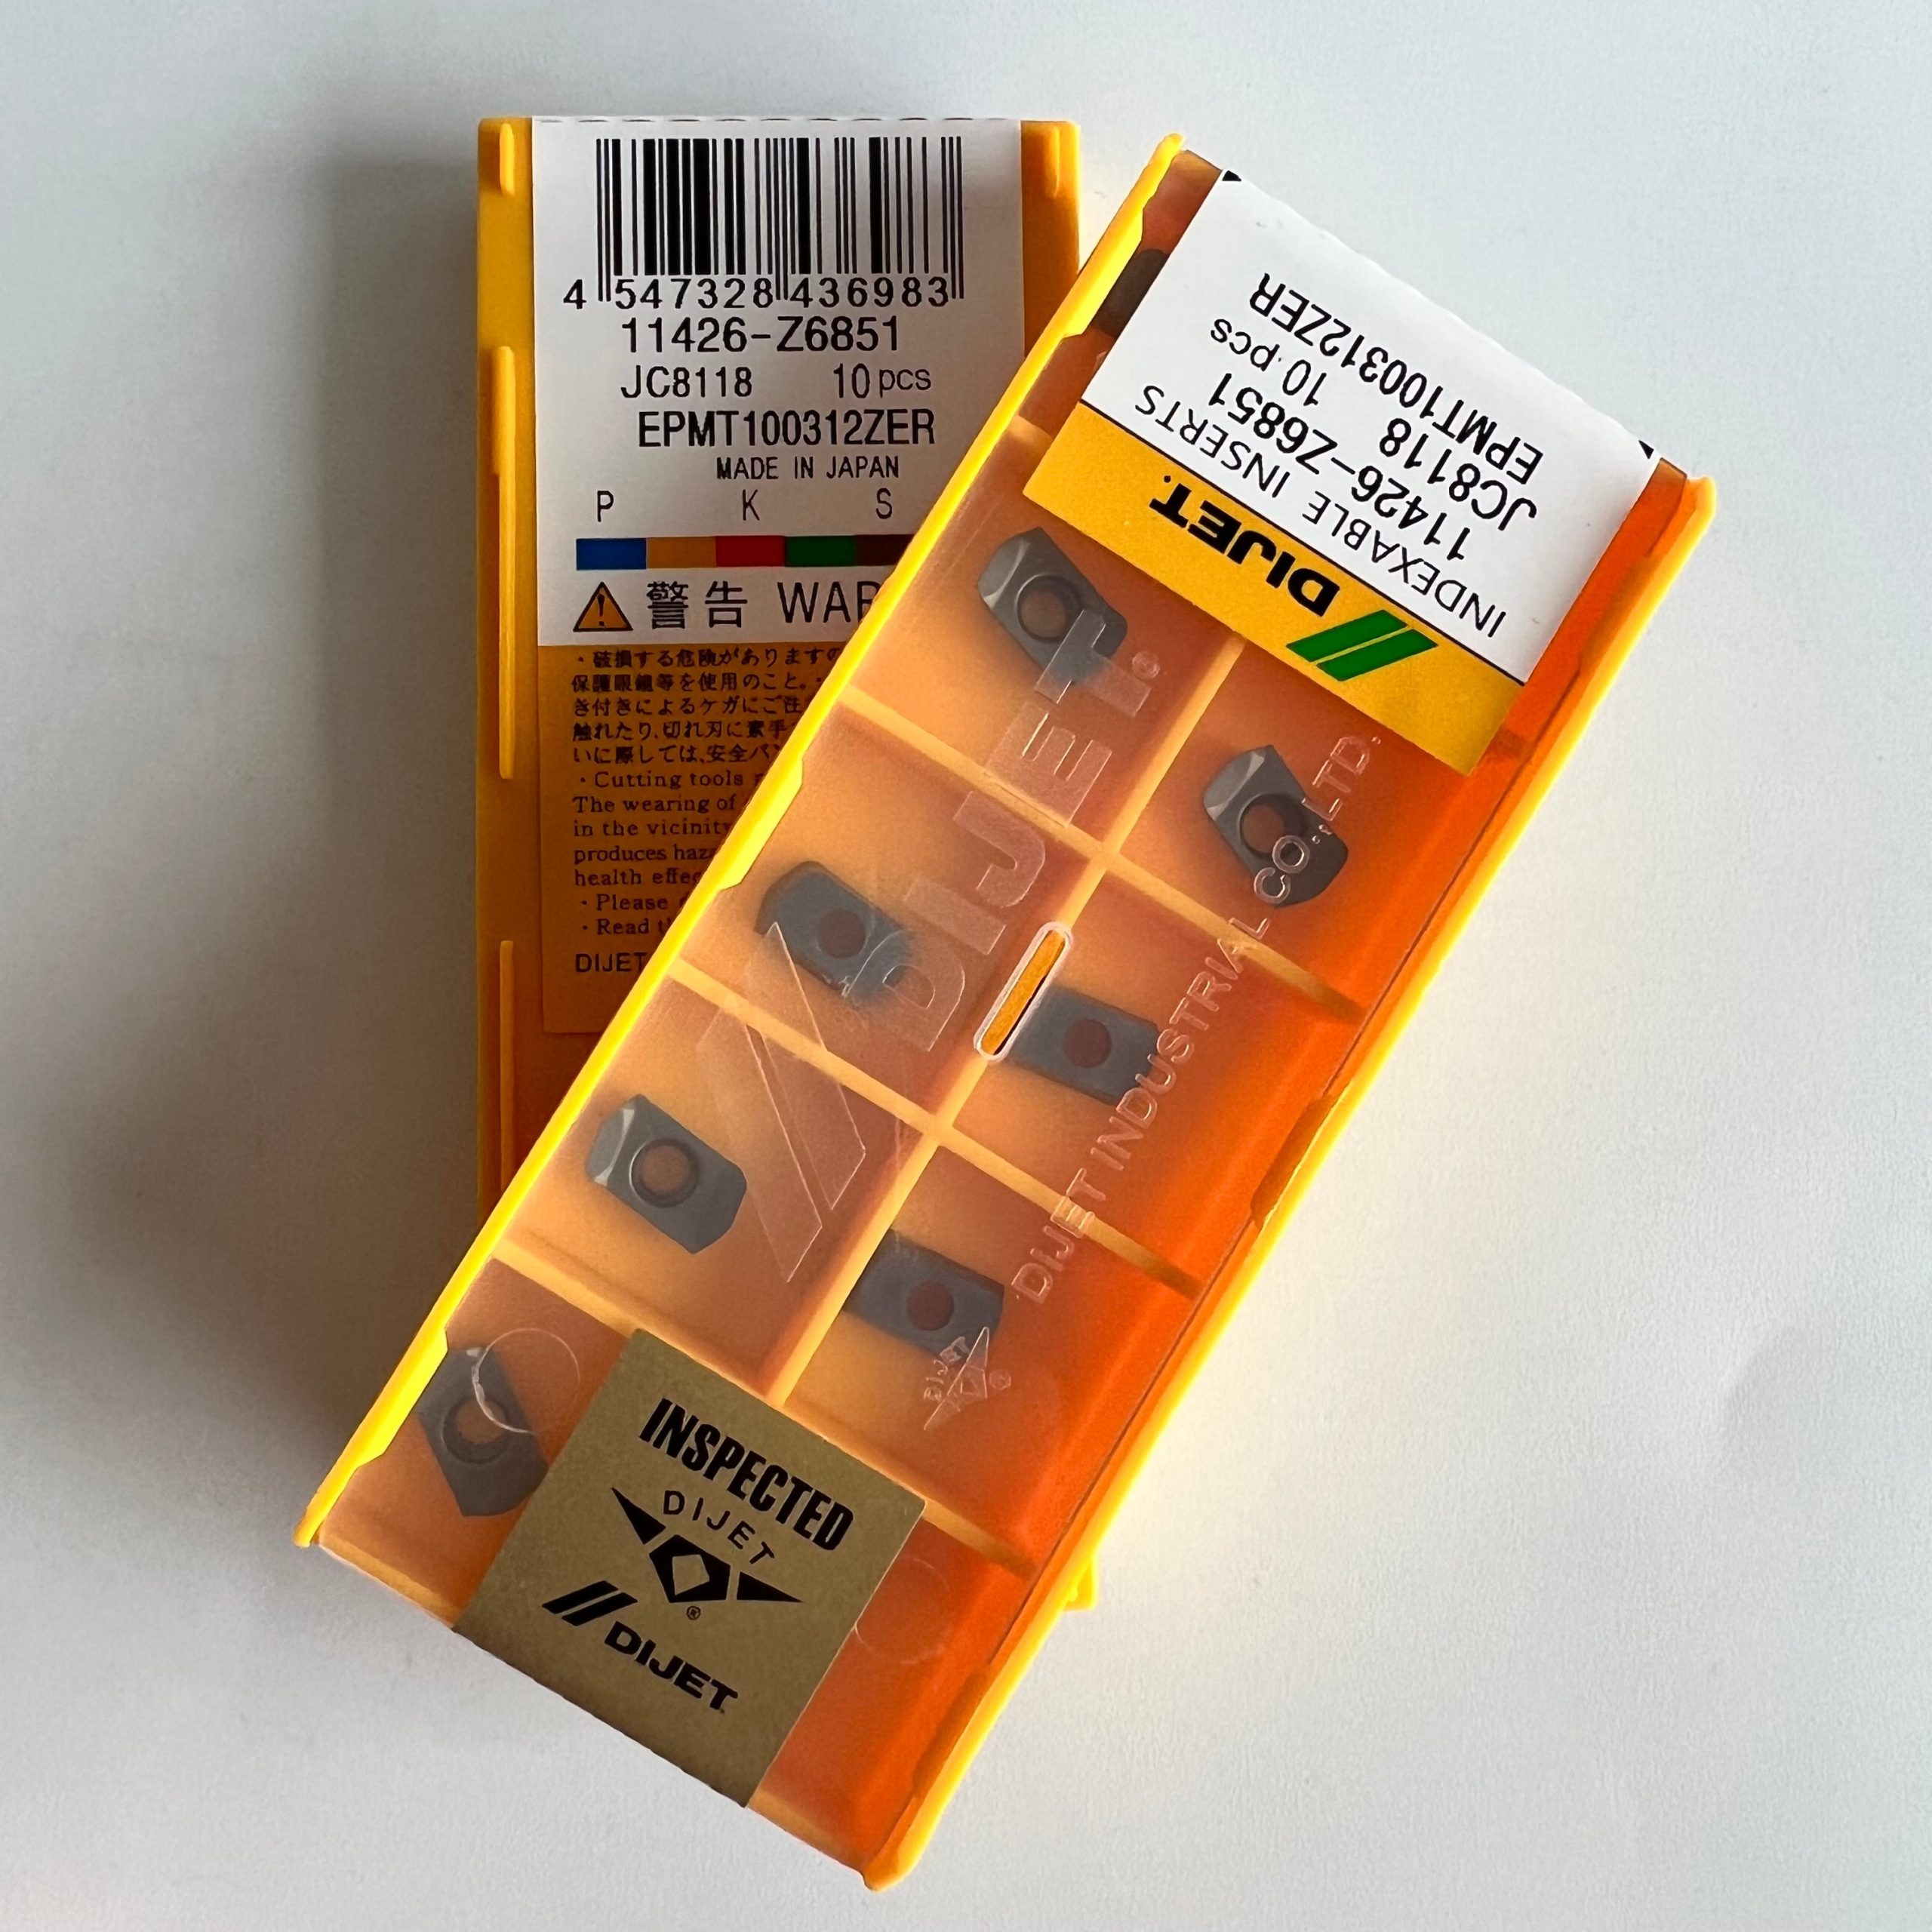 4 547328 436983
11426-Z6851
JC8118 10 pcs
EPMT100312ZER
MADE IN JAPAN
P K S
警告
・破損する危険がありますの
保護眼鏡等を使用のこと。
き付きによるケガにご注
触れたり、切れ刃に素手
いに際しては、安全
・Cutting tools
The wearing of
in the vicinity
produces
health
・Please
・Read
DIJET
DIJET.
INDEXABLE INSERTS
11426-Z6851
JC8118 10 pcs
EPMT100312ZER
DIJET®
DIJET INDUSTRIAL CO.,LTD.
DIJET
®
INSPECTED
DIJET
®
DIJET